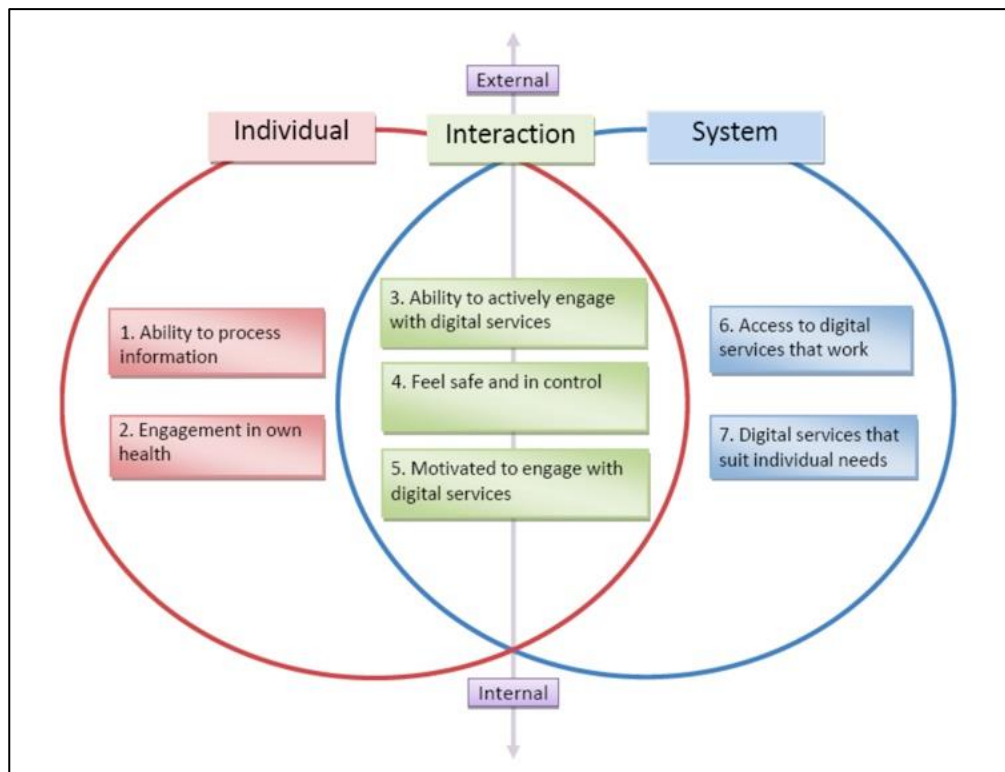 External
Individual
Interaction
System
1. Ability to process
information
2. Engagement in own
health
3. Ability to actively engage
with digital services
4. Feel safe and in control
5. Motivated to engage with
digital services
6. Access to digital
services that work
7. Digital services that
suit individual needs
Internal